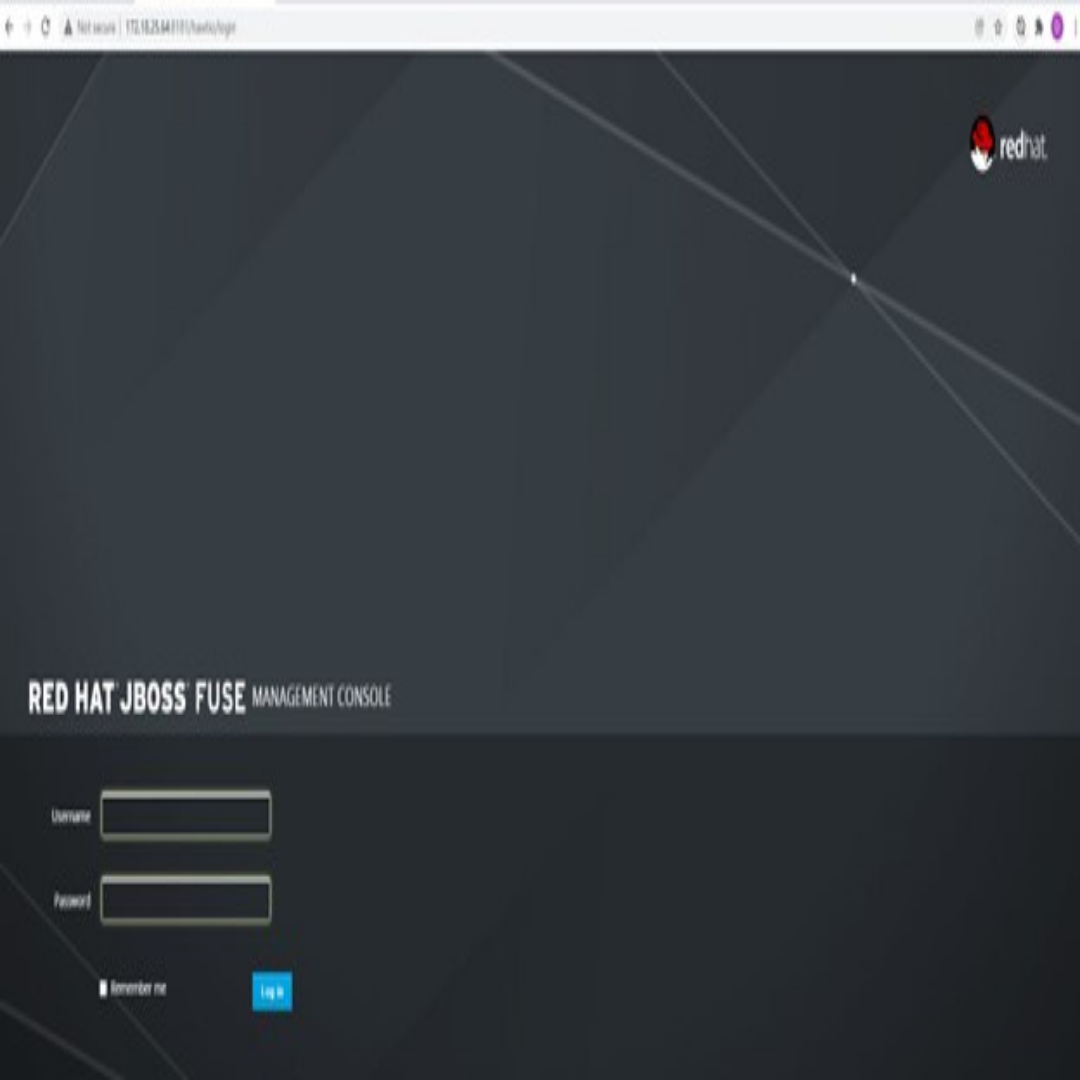 Not secure | 172.18.25.64:8181/hawtio/login
redhat.
RED HAT® JBOSS® FUSE MANAGEMENT CONSOLE
Username
Password
Remember me
Log in